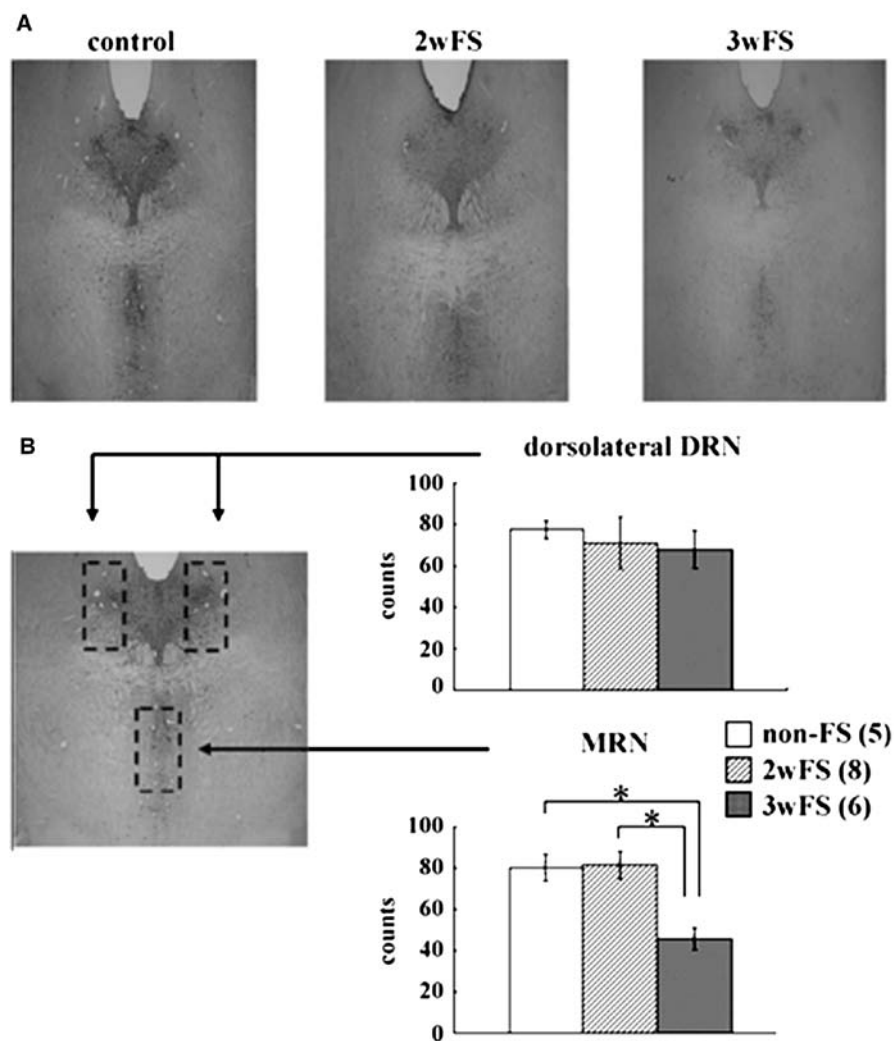 A
control
2wFS
3wFS
B
dorsolateral DRN
100
80
60
40
20
0
counts
MRN
non-FS (5)
2wFS (8)
3wFS (6)
*
*
100
80
60
40
20
0
counts